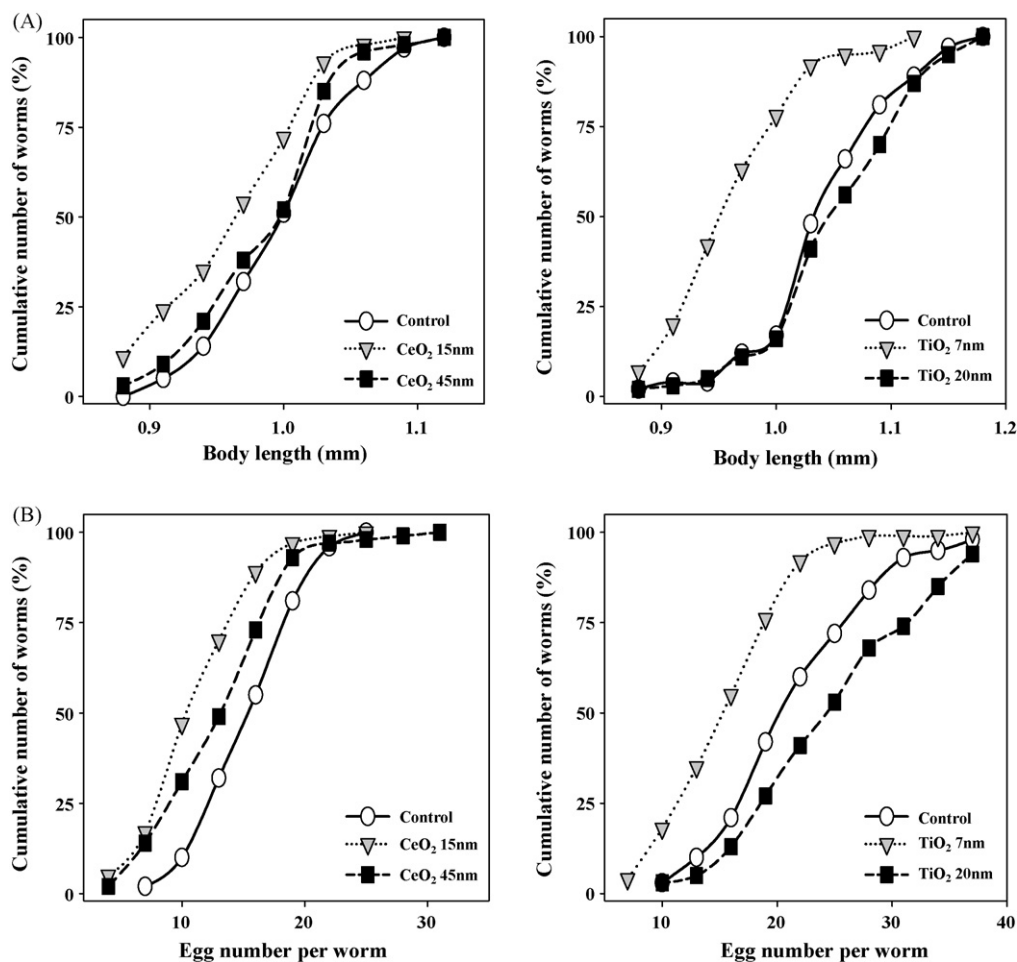 (A)
Cumulative number of worms (%)
100
75
50
25
0
0.9 1.0 1.1
Body length (mm)
Control
CeO₂ 15nm
CeO₂ 45nm
Cumulative number of worms (%)
100
75
50
25
0
0.9 1.0 1.1 1.2
Body length (mm)
Control
TiO₂ 7nm
TiO₂ 20nm
(B)
Cumulative number of worms (%)
100
75
50
25
0
10 20 30
Egg number per worm
Control
CeO₂ 15nm
CeO₂ 45nm
Cumulative number of worms (%)
100
75
50
25
0
10 20 30 40
Egg number per worm
Control
TiO₂ 7nm
TiO₂ 20nm